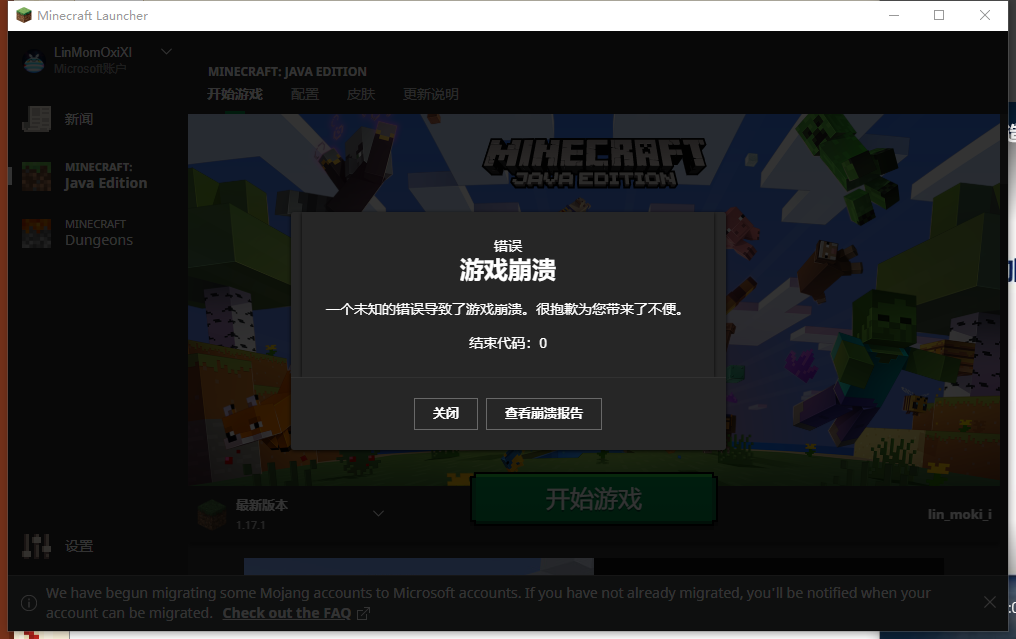 Minecraft Launcher
LinMomOxiXI
Microsoft账户
MINECRAFT: JAVA EDITION
开始游戏 配置 皮肤 更新说明
新闻
MINECRAFT:
Java Edition
MINECRAFT
Dungeons
设置
MINECRAFT
JAVA EDITION
错误
游戏崩溃
一个未知的错误导致了游戏崩溃。很抱歉为您带来了不便。
结束代码：0
关闭 查看崩溃报告
最新版本
1.17.1
开始游戏
lin_moki_i
We have begun migrating some Mojang accounts to Microsoft accounts. If you have not already migrated, you'll be notified when your
account can be migrated. Check out the FAQ